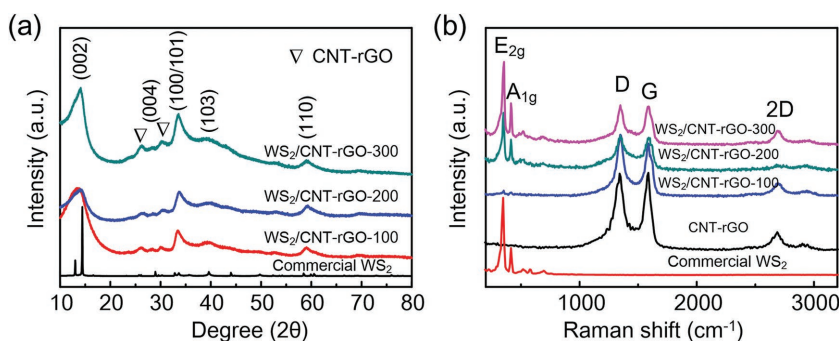 (a)
Intensity (a.u.)
(002)
(004)
(100/101)
(103)
(110)
∇ CNT-rGO
WS₂/CNT-rGO-300
WS₂/CNT-rGO-200
WS₂/CNT-rGO-100
Commercial WS₂
10 20 30 40 50 60 70 80
Degree (2θ)
(b)
Intensity (a.u.)
E₂g
A₁g
D
G
2D
WS₂/CNT-rGO-300
WS₂/CNT-rGO-200
WS₂/CNT-rGO-100
CNT-rGO
Commercial WS₂
1000 2000 3000
Raman shift (cm⁻¹)